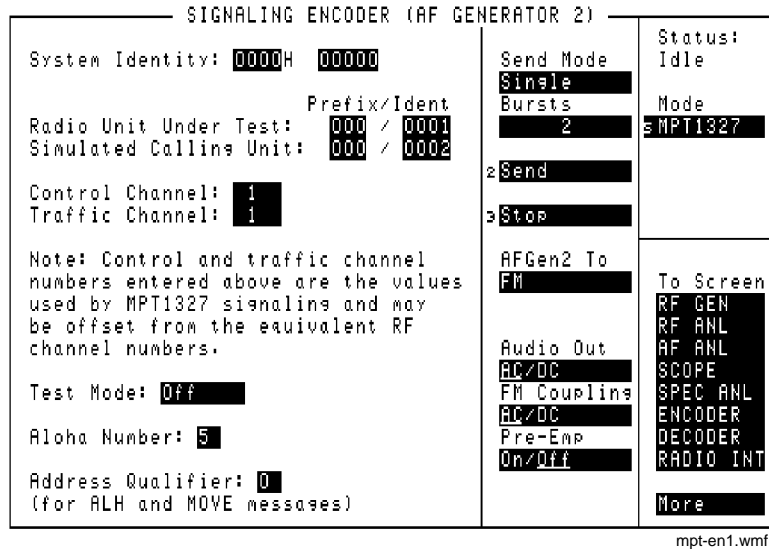 SIGNALING ENCODER (AF GENERATOR 2)
System Identity: 0000H 00000
Prefix/Ident
Radio Unit Under Test: 000 / 0001
Simulated Calling Unit: 000 / 0002
Control Channel: 1
Traffic Channel: 1
Note: Control and traffic channel
numbers entered above are the values
used by MPT1327 signaling and may
be offset from the equivalent RF
channel numbers.
Test Mode: Off
Aloha Number: 5
Address Qualifier: 0
(for ALH and MOVE messages)
Send Mode
Single
Bursts
2
2 Send
3 Stop
AFGen2 To
FM
Audio Out
AC/DC
FM Coupling
AC/DC
Pre-Emp
On/Off
Status:
Idle
Mode
s MPT1327
To Screen
RF GEN
RF ANL
AF ANL
SCOPE
SPEC ANL
ENCODER
DECODER
RADIO INT
More
mpt-en1.wmf